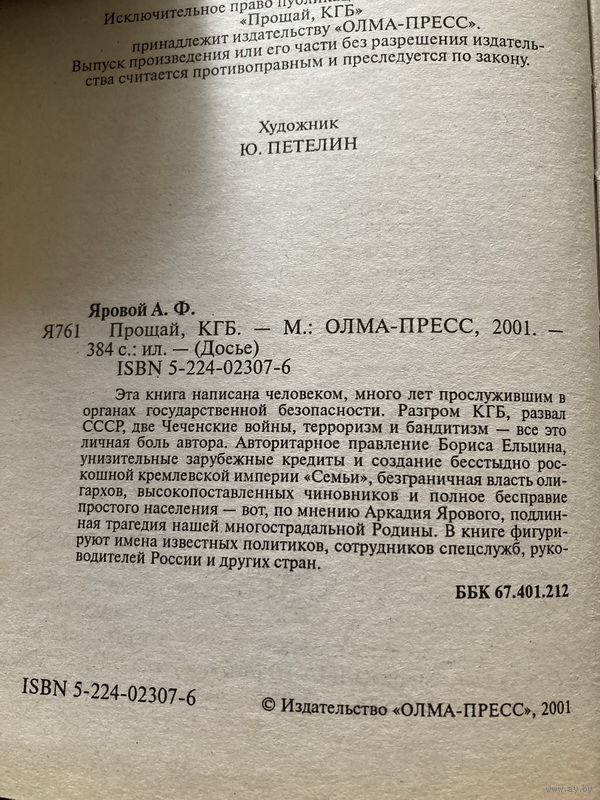 Исключительное право публикац
«Прощай, КГБ»
принадлежит издательству «ОЛМА-ПРЕСС».
Выпуск произведения или его части без разрешения издатель-
ства считается противоправным и преследуется по закону.
Художник
Ю. ПЕТЕЛИН
Яровой А. Ф.
Я761 Прощай, КГБ. — М.: ОЛМА-ПРЕСС, 2001. —
384 с.: ил. — (Досье)
ISBN 5-224-02307-6
Эта книга написана человеком, много лет прослужившим в
органах государственной безопасности. Разгром КГБ, развал
СССР, две Чеченские войны, терроризм и бандитизм — все это
личная боль автора. Авторитарное правление Бориса Ельцина,
унизительные зарубежные кредиты и создание бесстыдно рос-
кошной кремлевской империи «Семьи», безграничная власть оли-
гархов, высокопоставленных чиновников и полное бесправие
простого населения — вот, по мнению Аркадия Ярового, подлин-
ная трагедия нашей многострадальной Родины. В книге фигури-
руют имена известных политиков, сотрудников спецслужб, руко-
водителей России и других стран.
ББК 67.401.212
ISBN 5-224-02307-6
© Издательство «ОЛМА-ПРЕСС», 2001
www.ay.by